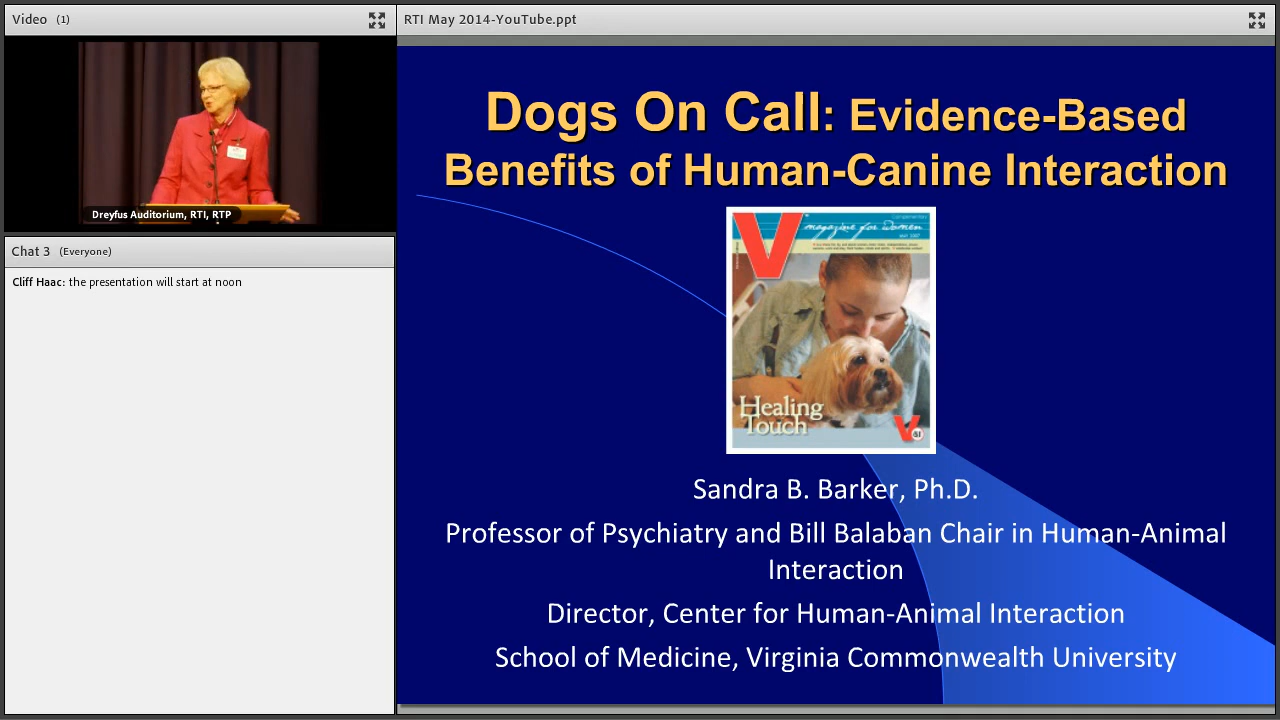 Video (1)
RTI May 2014-YouTube.ppt
Dreyfus Auditorium, RTI, RTP
Chat 3 (Everyone)
Cliff Haac: the presentation will start at noon
Dogs On Call: Evidence-Based
Benefits of Human-Canine Interaction
V magazine for women
Healing
Touch
V
Sandra B. Barker, Ph.D.
Professor of Psychiatry and Bill Balaban Chair in Human-Animal
Interaction
Director, Center for Human-Animal Interaction
School of Medicine, Virginia Commonwealth University